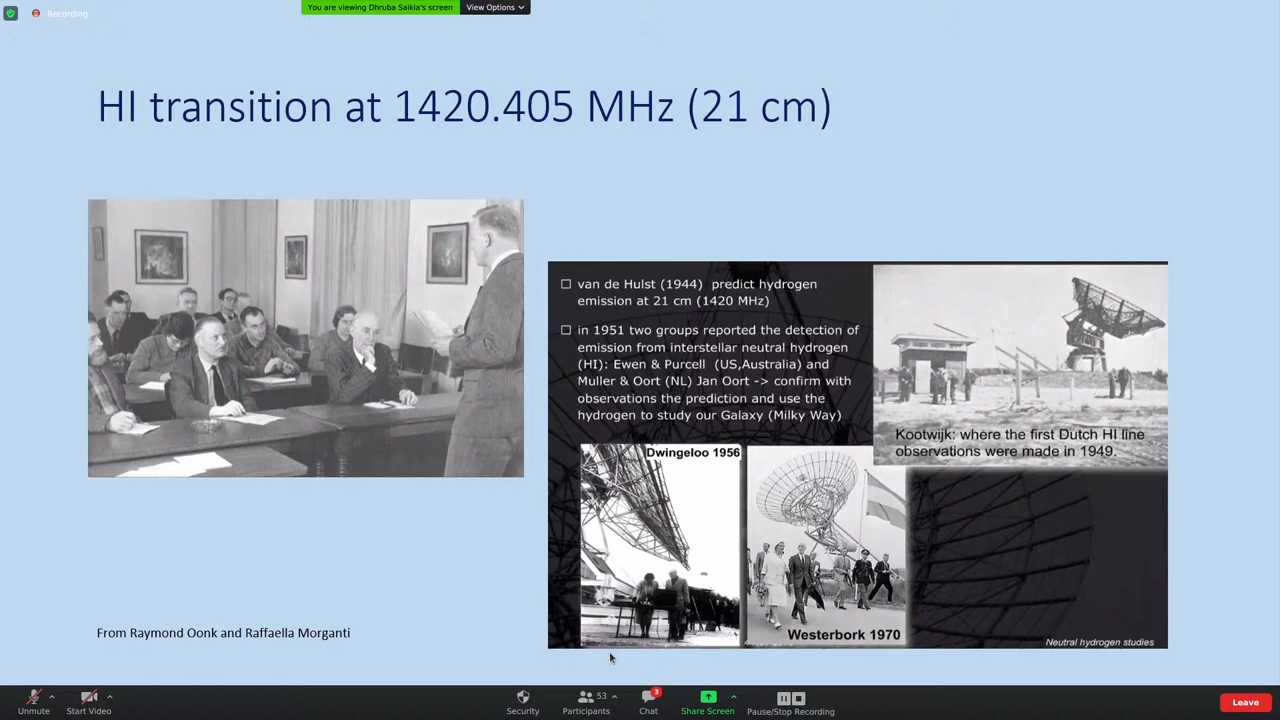 Recording
You are viewing Dhruba Saikia's screen
View Options
HI transition at 1420.405 MHz (21 cm)
van de Hulst (1944) predict hydrogen
emission at 21 cm (1420 MHz)
in 1951 two groups reported the detection of
emission from interstellar neutral hydrogen
(HI): Ewen & Purcell (US,Australia) and
Muller & Oort (NL) Jan Oort -> confirm with
observations the prediction and use the
hydrogen to study our Galaxy (Milky Way)
Kootwijk: where the first Dutch HI line
observations were made in 1949.
Dwingeloo 1956
Westerbork 1970
Neutral hydrogen studies
From Raymond Oonk and Raffaella Morganti
Unmute
Start Video
Security
53
Participants
3
Chat
Share Screen
Pause/Stop Recording
Leave